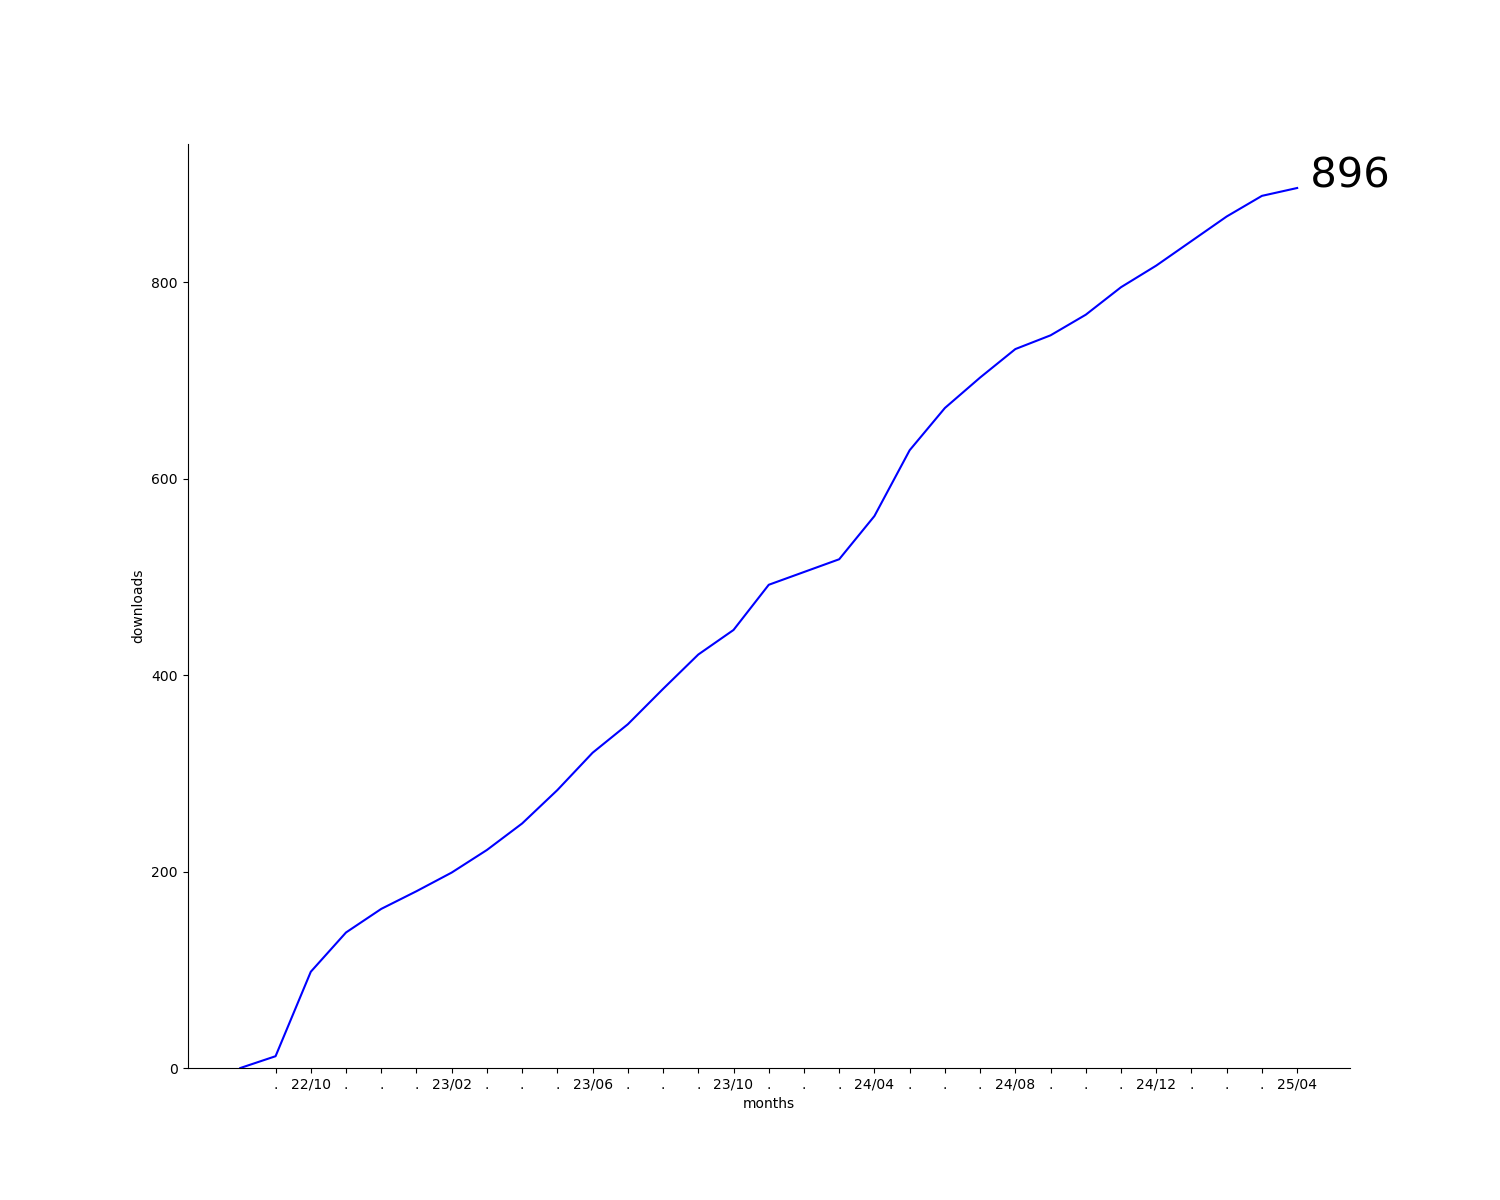 896
800
600
400
200
0
downloads
. 22/10 . . . 23/02 . . . 23/06 . . . 23/10 . . . 24/04 . . . 24/08 . . . 24/12 . . . 25/04
months